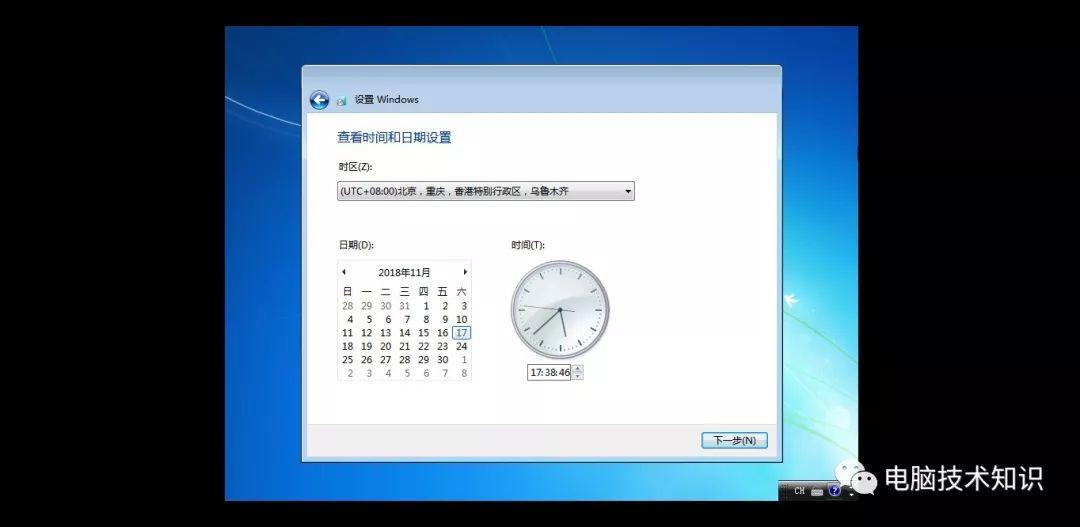 设置 Windows
查看时间和日期设置
时区(Z):
(UTC+08:00)北京，重庆，香港特别行政区，乌鲁木齐
日期(D):
时间(T):
2018年11月
日 一 二 三 四 五 六
28 29 30 31 1 2 3
4 5 6 7 8 9 10
11 12 13 14 15 16 17
18 19 20 21 22 23 24
25 26 27 28 29 30 1
2 3 4 5 6 7 8
17:38:46
下一步(N)
CH ?
电脑技术知识